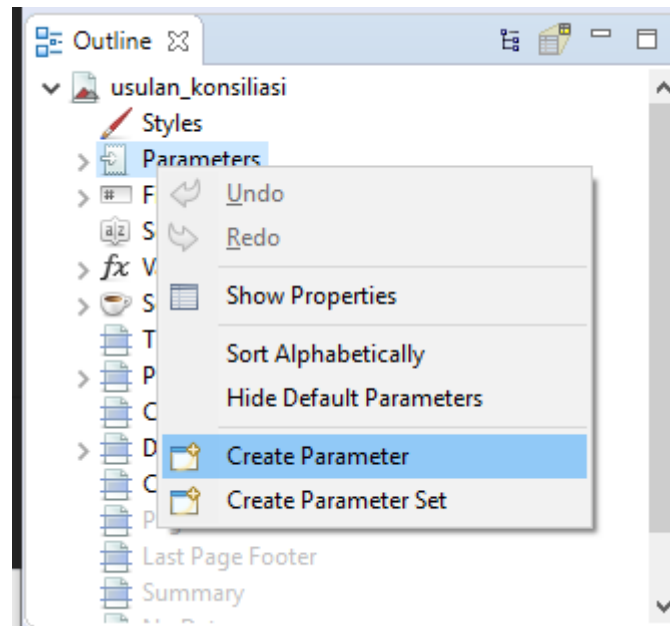 Outline
usulan_konsiliasi
Styles
Parameters
Undo
Redo
Show Properties
Sort Alphabetically
Hide Default Parameters
Create Parameter
Create Parameter Set
Last Page Footer
Summary